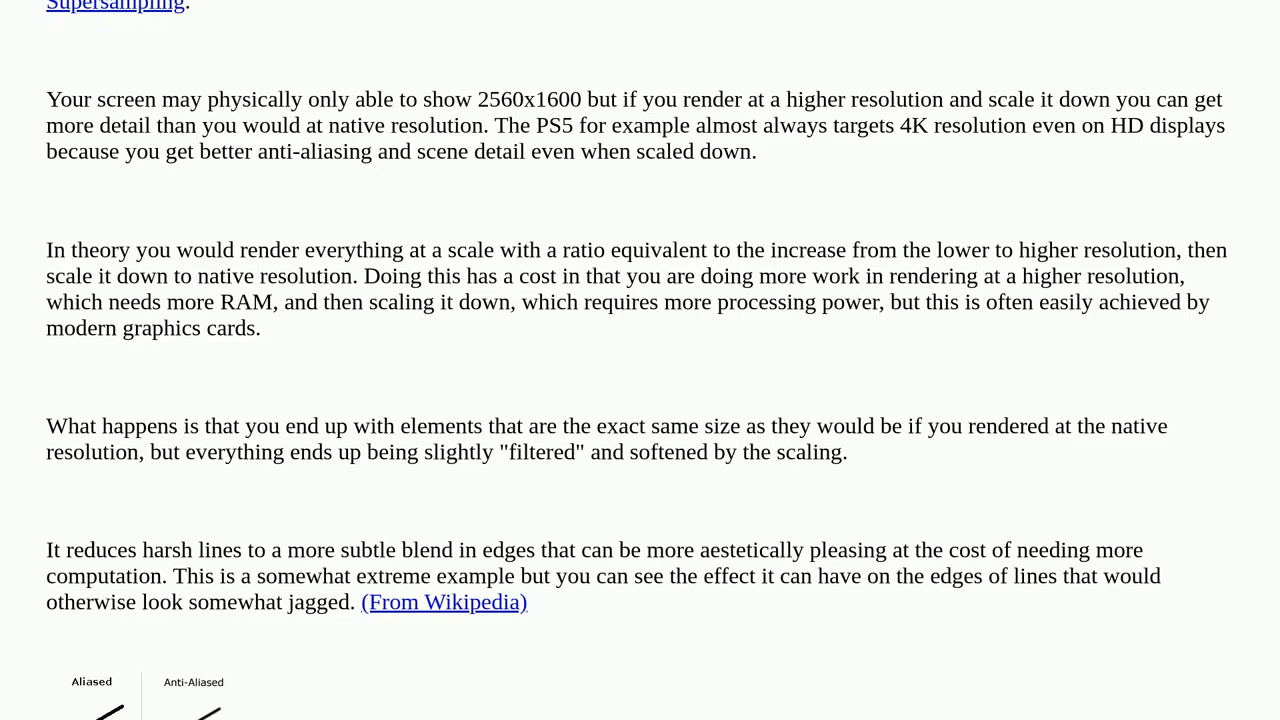 Supersampling.
Your screen may physically only able to show 2560x1600 but if you render at a higher resolution and scale it down you can get
more detail than you would at native resolution. The PS5 for example almost always targets 4K resolution even on HD displays
because you get better anti-aliasing and scene detail even when scaled down.
In theory you would render everything at a scale with a ratio equivalent to the increase from the lower to higher resolution, then
scale it down to native resolution. Doing this has a cost in that you are doing more work in rendering at a higher resolution,
which needs more RAM, and then scaling it down, which requires more processing power, but this is often easily achieved by
modern graphics cards.
What happens is that you end up with elements that are the exact same size as they would be if you rendered at the native
resolution, but everything ends up being slightly "filtered" and softened by the scaling.
It reduces harsh lines to a more subtle blend in edges that can be more aestetically pleasing at the cost of needing more
computation. This is a somewhat extreme example but you can see the effect it can have on the edges of lines that would
otherwise look somewhat jagged. (From Wikipedia)
Aliased Anti-Aliased